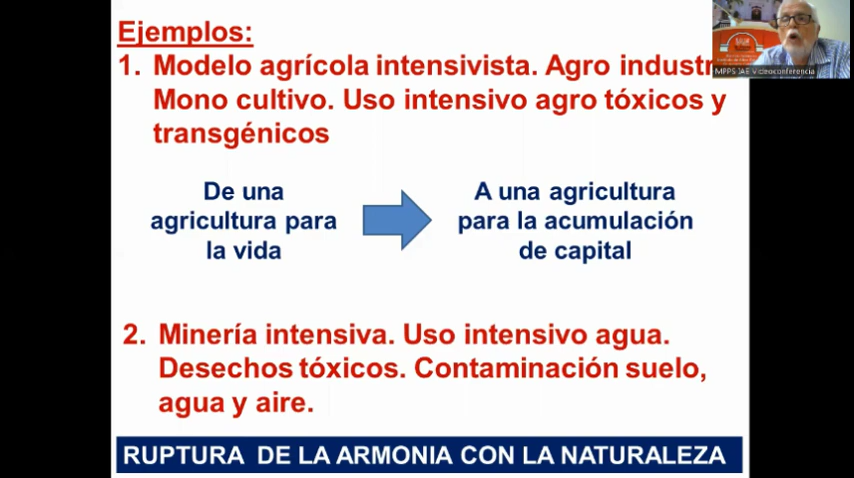 Ejemplos:
1. Modelo agrícola intensivista. Agro industr
Mono cultivo. Uso intensivo agro tóxicos y
transgénicos
De una
agricultura para
la vida
A una agricultura
para la acumulación
de capital
2. Minería intensiva. Uso intensivo agua.
Desechos tóxicos. Contaminación suelo,
agua y aire.
RUPTURA DE LA ARMONIA CON LA NATURALEZA
MPPS IAE Videoconferencia